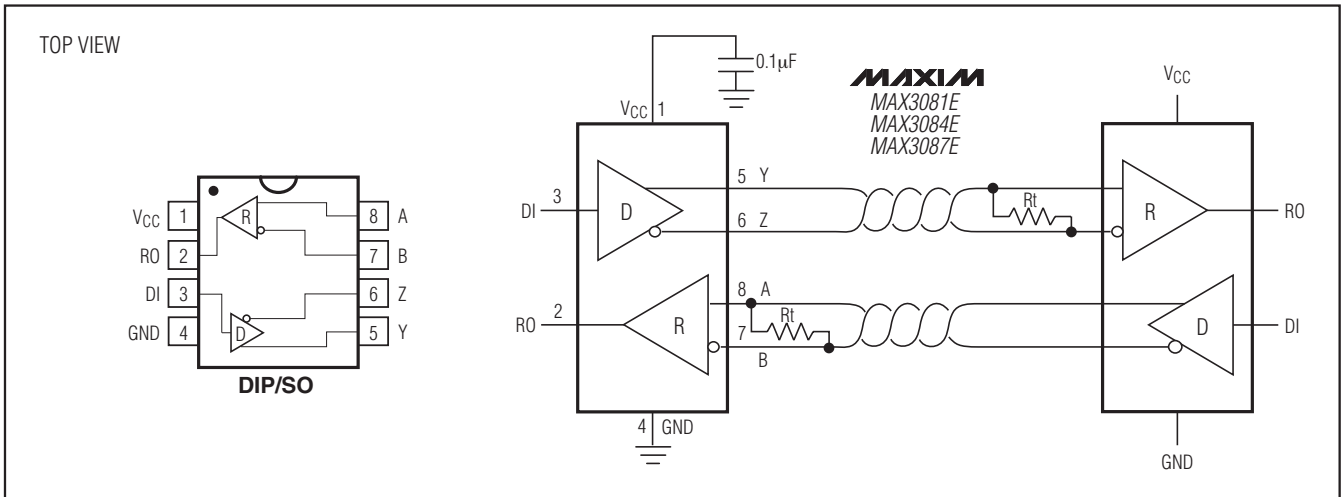 TOP VIEW
VCC 1
RO 2
DI 3
GND 4
8 A
7 B
6 Z
5 Y
R
D
DIP/SO
0.1µF
VCC 1
MAXIM
MAX3081E
MAX3084E
MAX3087E
VCC
DI 3
D
5 Y
6 Z
Rt
R
RO
RO 2
R
8 A
Rt
7
B
D
DI
4 GND
GND